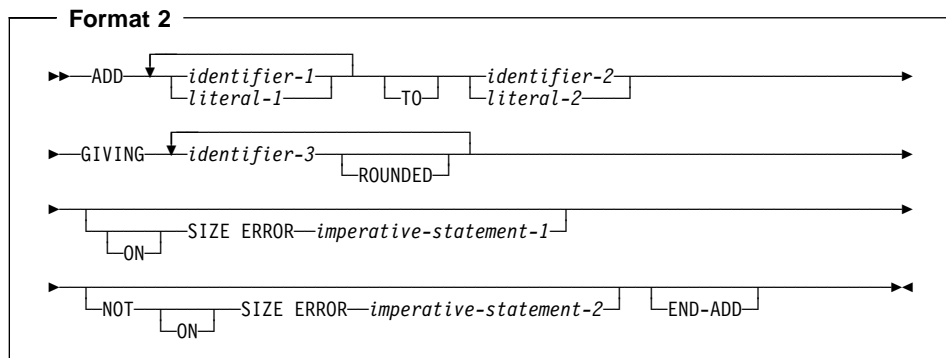 Format 2
ADD identifier-1 TO identifier-2
literal-1 literal-2
GIVING identifier-3
ROUNDED
SIZE ERROR imperative-statement-1
ON
NOT SIZE ERROR imperative-statement-2 END-ADD
ON